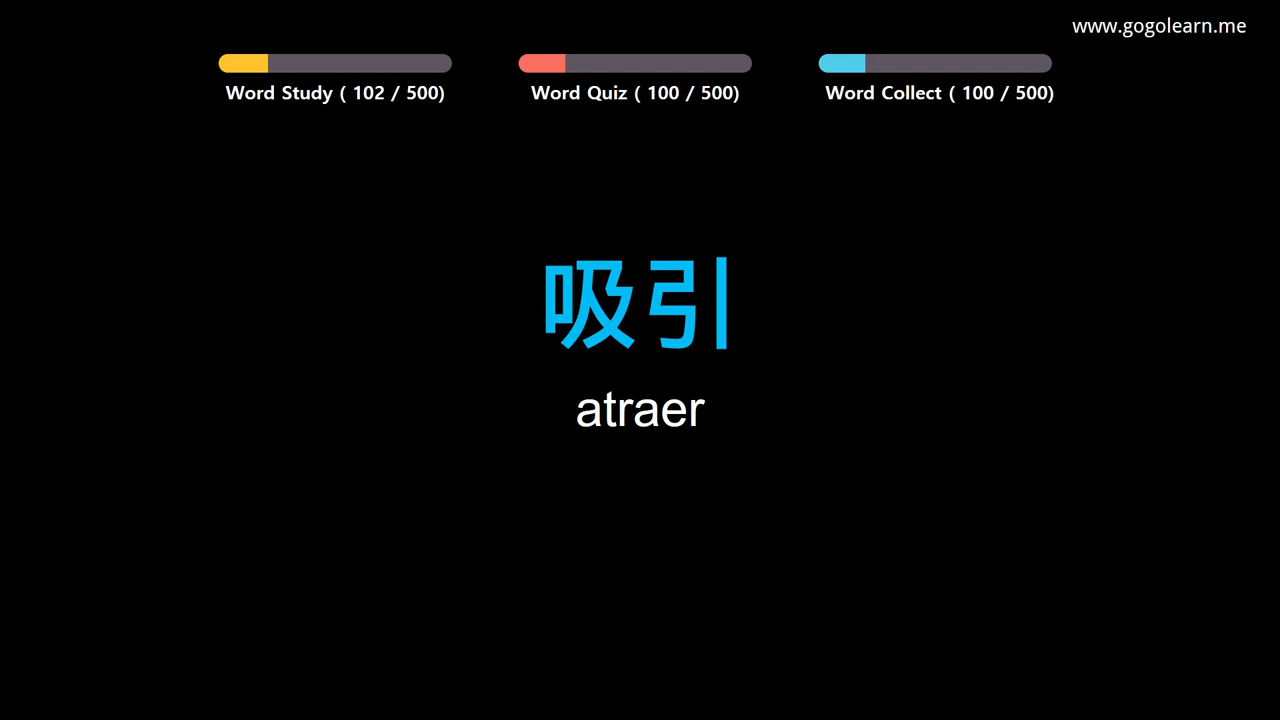 www.gogolearn.me
Word Study ( 102 / 500)
Word Quiz ( 100 / 500)
Word Collect ( 100 / 500)
吸引
atraer